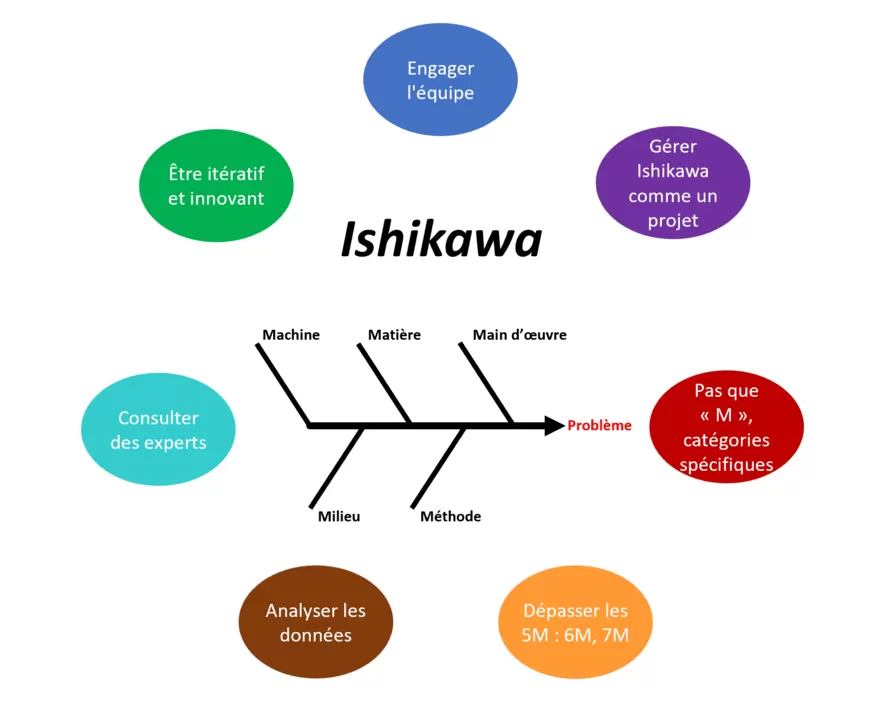 Engager
l'équipe
Être itératif
et innovant
Gérer
Ishikawa
comme un
projet
Ishikawa
Machine
Matière
Main d’œuvre
Consulter
des experts
Problème
Pas que
« M »,
catégories
spécifiques
Milieu
Méthode
Analyser les
données
Dépasser les
5M : 6M, 7M